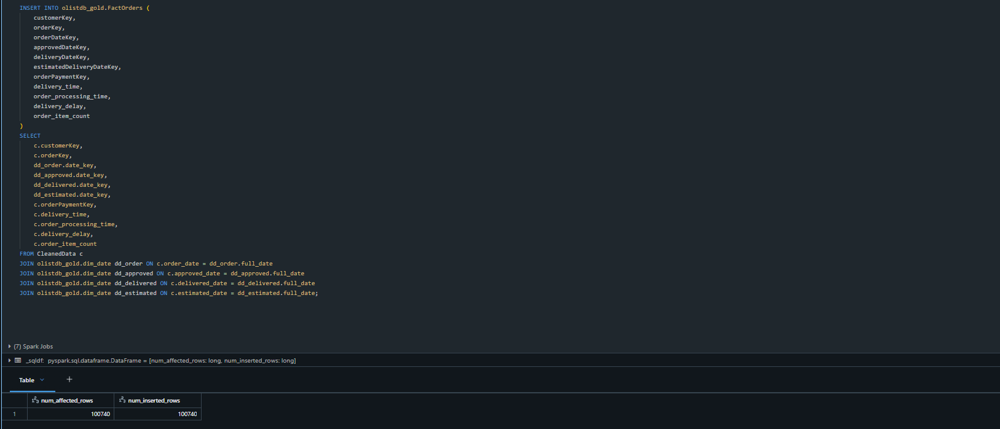 INSERT INTO olistdb_gold.FactOrders (
customerKey,
orderKey,
orderDateKey,
approvedDateKey,
deliveryDateKey,
estimatedDeliveryDateKey,
orderPaymentKey,
delivery_time,
order_processing_time,
delivery_delay,
order_item_count
)
SELECT
c.customerKey,
c.orderKey,
dd_order.date_key,
dd_approved.date_key,
dd_delivered.date_key,
dd_estimated.date_key,
c.orderPaymentKey,
c.delivery_time,
c.order_processing_time,
c.delivery_delay,
c.order_item_count
FROM CleanedData c
JOIN olistdb_gold.dim_date dd_order ON c.order_date = dd_order.full_date
JOIN olistdb_gold.dim_date dd_approved ON c.approved_date = dd_approved.full_date
JOIN olistdb_gold.dim_date dd_delivered ON c.delivered_date = dd_delivered.full_date
JOIN olistdb_gold.dim_date dd_estimated ON c.estimated_date = dd_estimated.full_date;
(7) Spark Jobs
_sqldf: pyspark.sql.dataframe.DataFrame = [num_affected_rows: long, num_inserted_rows: long]
Table +
123 num_affected_rows 123 num_inserted_rows
1 100740 100740